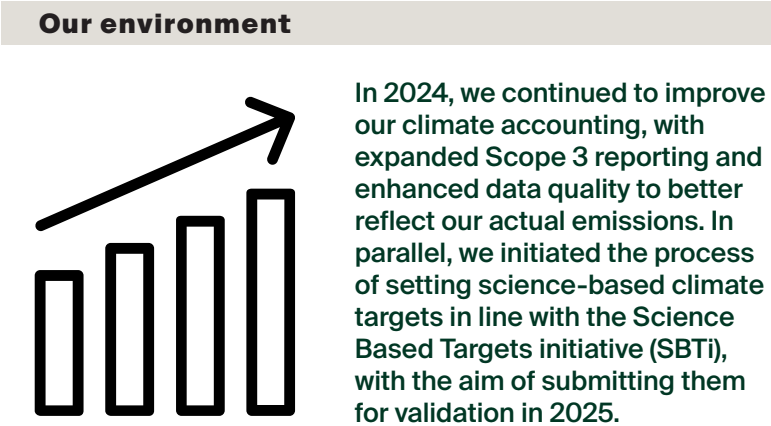 Our environment
In 2024, we continued to improve
our climate accounting, with
expanded Scope 3 reporting and
enhanced data quality to better
reflect our actual emissions. In
parallel, we initiated the process
of setting science-based climate
targets in line with the Science
Based Targets initiative (SBTi),
with the aim of submitting them
for validation in 2025.